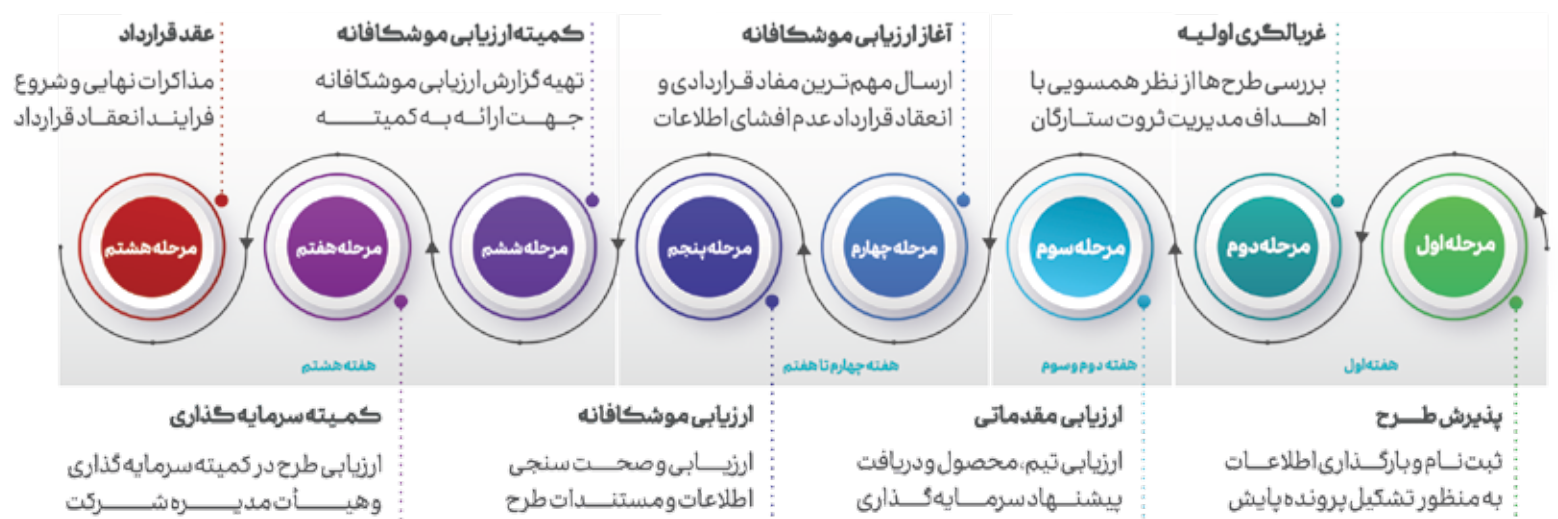 پذیرش طرح
ثبت نام و بارگذاری اطلاعات
به منظور تشکیل پرونده پایش
مرحله اول
غربالگری اولیه
بررسی طرح‌ها از نظر همسویی با
اهداف مدیریت ثروت ستارگان
مرحله دوم
هفته اول
ارزیابی مقدماتی
ارزیابی تیم، محصول و دریافت
پیشنهاد سرمایه‌گذاری
مرحله سوم
هفته دوم و سوم
آغاز ارزیابی موشکافانه
ارسال مهم‌ترین مفاد قراردادی و
انعقاد قرارداد عدم افشای اطلاعات
مرحله چهارم
ارزیابی موشکافانه
ارزیابی و صحت سنجی
اطلاعات و مستندات طرح
مرحله پنجم
هفته چهارم تا هفتم
کمیته ارزیابی موشکافانه
تهیه گزارش ارزیابی موشکافانه
جهت ارائه به کمیته
مرحله ششم
کمیته سرمایه گذاری
ارزیابی طرح در کمیته سرمایه گذاری
و هیأت مدیره شرکت
مرحله هفتم
هفته هشتم
عقد قرارداد
مذاکرات نهایی و شروع
فرایند انعقاد قرارداد
مرحله هشتم